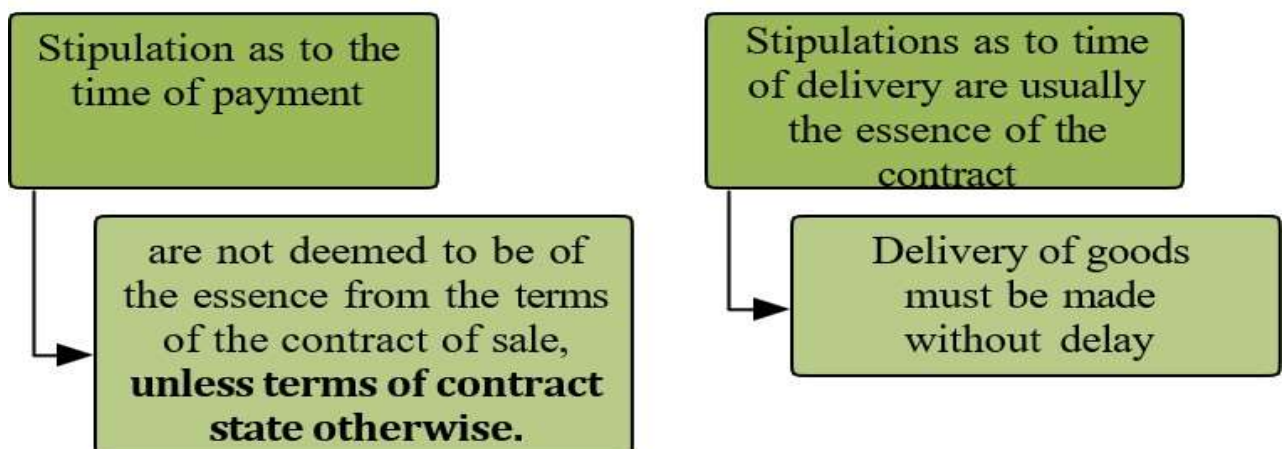 Stipulation as to the
time of payment
are not deemed to be of
the essence from the terms
of the contract of sale,
unless terms of contract
state otherwise.
Stipulations as to time
of delivery are usually
the essence of the
contract
Delivery of goods
must be made
without delay